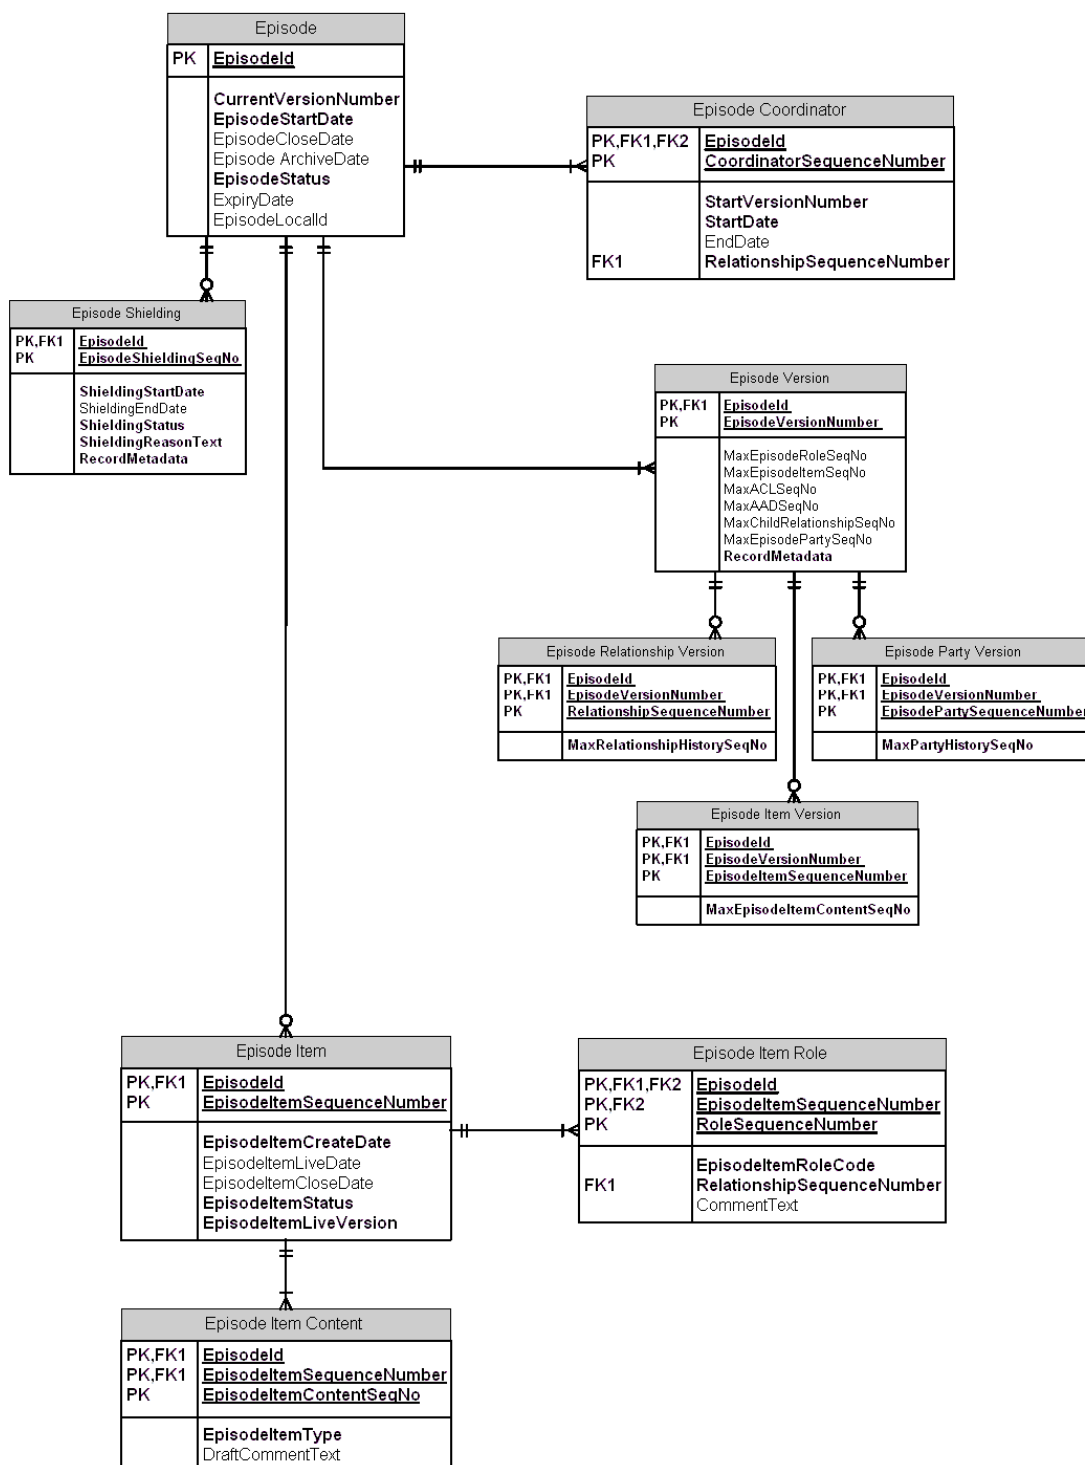 Episode
PK EpisodeId
CurrentVersionNumber
EpisodeStartDate
EpisodeCloseDate
Episode ArchiveDate
EpisodeStatus
ExpiryDate
EpisodeLocalId
Episode Coordinator
PK,FK1,FK2 EpisodeId
PK CoordinatorSequenceNumber
StartVersionNumber
StartDate
EndDate
FK1 RelationshipSequenceNumber
Episode Shielding
PK,FK1 EpisodeId
PK EpisodeShieldingSeqNo
ShieldingStartDate
ShieldingEndDate
ShieldingStatus
ShieldingReasonText
RecordMetadata
Episode Version
PK,FK1 EpisodeId
PK EpisodeVersionNumber
MaxEpisodeRoleSeqNo
MaxEpisodeItemSeqNo
MaxACLSeqNo
MaxAADSeqNo
MaxChildRelationshipSeqNo
MaxEpisodePartySeqNo
RecordMetadata
Episode Relationship Version
PK,FK1 EpisodeId
PK,FK1 EpisodeVersionNumber
PK RelationshipSequenceNumber
MaxRelationshipHistorySeqNo
Episode Party Version
PK,FK1 EpisodeId
PK,FK1 EpisodeVersionNumber
PK EpisodePartySequenceNumber
MaxPartyHistorySeqNo
Episode Item Version
PK,FK1 EpisodeId
PK,FK1 EpisodeVersionNumber
PK EpisodeItemSequenceNumber
MaxEpisodeItemContentSeqNo
Episode Item
PK,FK1 EpisodeId
PK EpisodeItemSequenceNumber
EpisodeItemCreateDate
EpisodeItemLiveDate
EpisodeItemCloseDate
EpisodeItemStatus
EpisodeItemLiveVersion
Episode Item Role
PK,FK1,FK2 EpisodeId
PK,FK2 EpisodeItemSequenceNumber
PK RoleSequenceNumber
EpisodeItemRoleCode
FK1 RelationshipSequenceNumber
CommentText
Episode Item Content
PK,FK1 EpisodeId
PK,FK1 EpisodeItemSequenceNumber
PK EpisodeItemContentSeqNo
EpisodeItemType
DraftCommentText